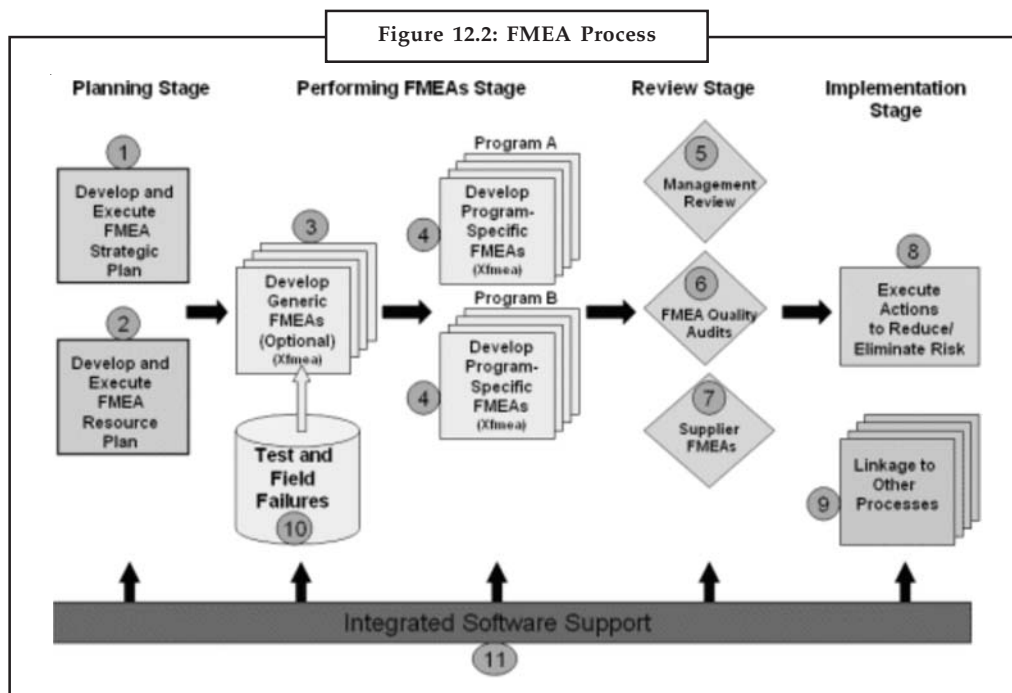 Figure 12.2: FMEA Process
Planning Stage
Performing FMEAs Stage
Review Stage
Implementation
Stage
1
Develop and
Execute
FMEA
Strategic
Plan
2
Develop and
Execute
FMEA
Resource
Plan
3
Develop
Generic
FMEAs
(Optional)
(Xfmea)
Test and
Field
Failures
10
Program A
4
Develop
Program-
Specific
FMEAs
(Xfmea)
Program B
4
Develop
Program-
Specific
FMEAs
(Xfmea)
5
Management
Review
6
FMEA Quality
Audits
7
Supplier
FMEAs
8
Execute
Actions
to Reduce/
Eliminate Risk
9
Linkage to
Other
Processes
Integrated Software Support
11